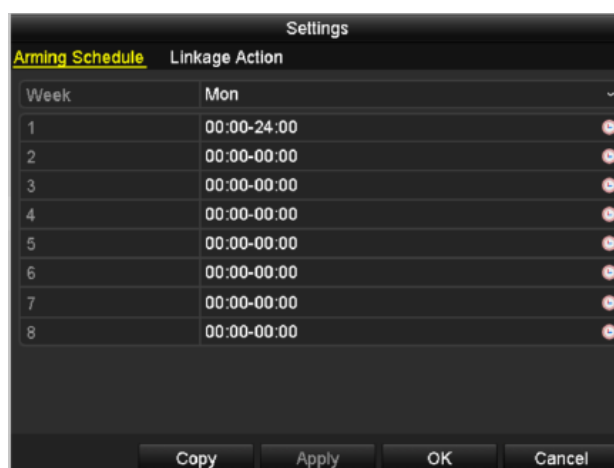 Settings
Arming Schedule Linkage Action
Week Mon
1 00:00-24:00
2 00:00-00:00
3 00:00-00:00
4 00:00-00:00
5 00:00-00:00
6 00:00-00:00
7 00:00-00:00
8 00:00-00:00
Copy Apply OK Cancel